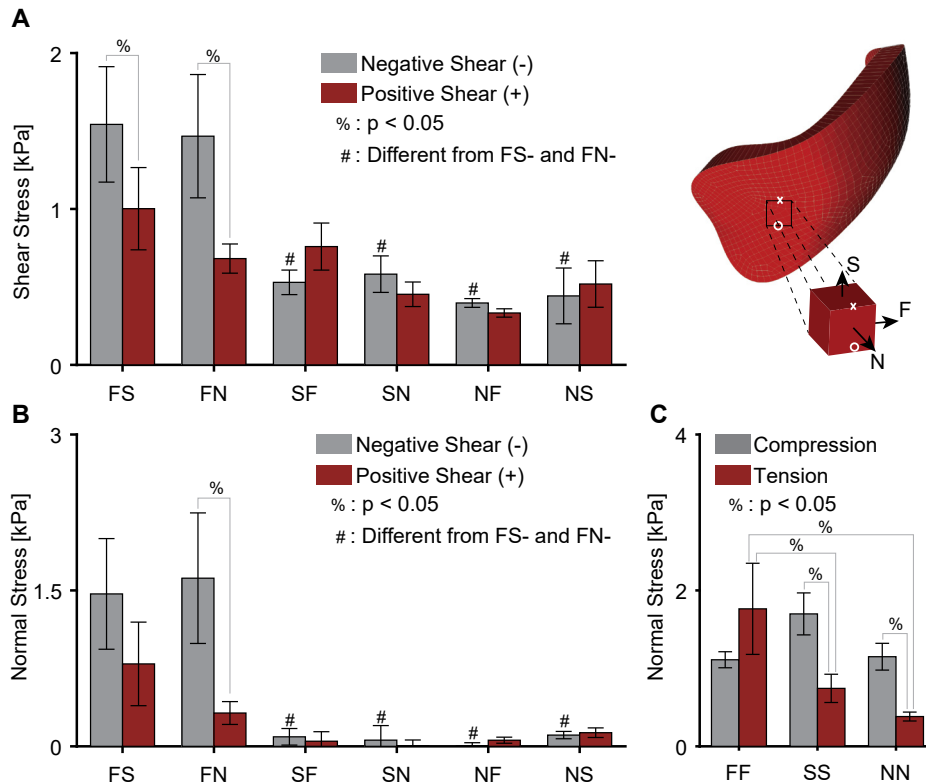 A
2
1
0
Shear Stress [kPa]
%
%
Negative Shear (-)
Positive Shear (+)
% : p < 0.05
# : Different from FS- and FN-
#
#
#
#
FS
FN
SF
SN
NF
NS
x
S
x
F
N
B
3
1.5
0
Normal Stress [kPa]
%
Negative Shear (-)
Positive Shear (+)
% : p < 0.05
# : Different from FS- and FN-
#
#
#
#
FS
FN
SF
SN
NF
NS
C
4
2
0
Normal Stress [kPa]
Compression
Tension
% : p < 0.05
%
%
%
%
FF
SS
NN